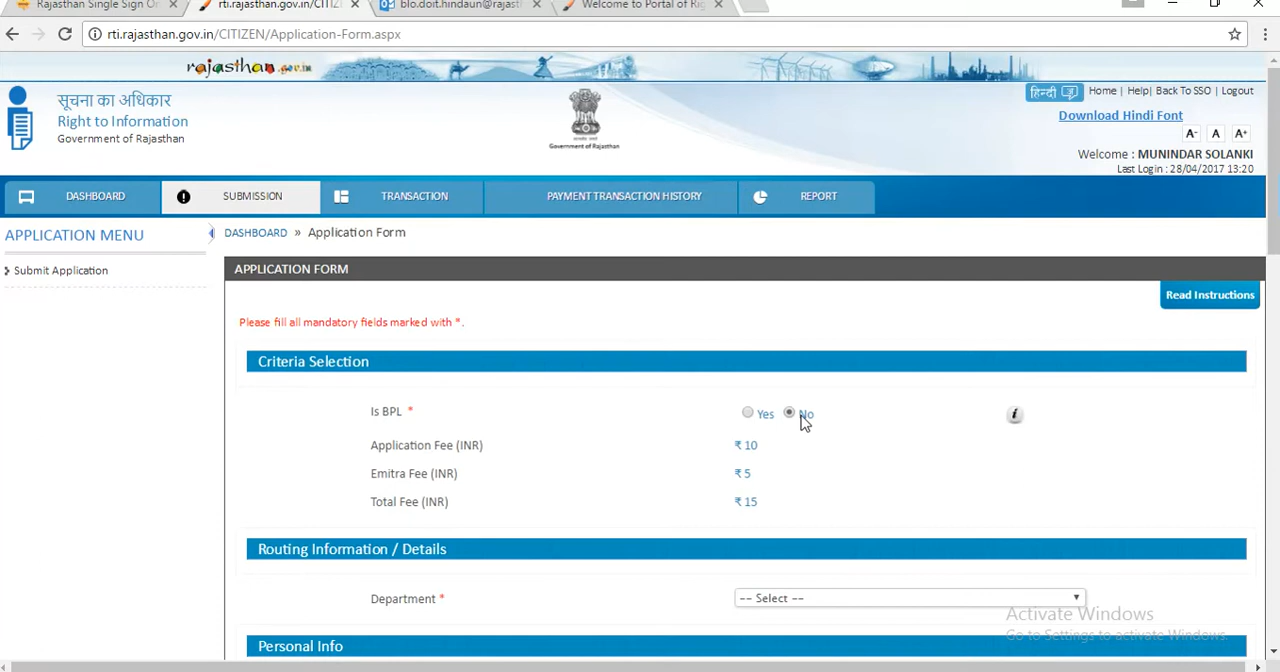 Rajasthan Single Sign On
rti.rajasthan.gov.in/CITIZ
blo.doit.hindaun@rajast
Welcome to Portal of Rig
rti.rajasthan.gov.in/CITIZEN/Application-Form.aspx
rajasthan.gov.in
सूचना का अधिकार
Right to Information
Government of Rajasthan
Government of Rajasthan
हिन्दी
Home | Help| Back To SSO | Logout
Download Hindi Font
A- A A+
Welcome : MUNINDAR SOLANKI
Last Login : 28/04/2017 13:20
DASHBOARD SUBMISSION TRANSACTION PAYMENT TRANSACTION HISTORY REPORT
APPLICATION MENU
Submit Application
DASHBOARD » Application Form
APPLICATION FORM
Read Instructions
Please fill all mandatory fields marked with *.
Criteria Selection
Is BPL * Yes No i
Application Fee (INR) ₹ 10
Emitra Fee (INR) ₹ 5
Total Fee (INR) ₹ 15
Routing Information / Details
Department * -- Select --
Activate Windows
Go to Settings to activate Windows.
Personal Info